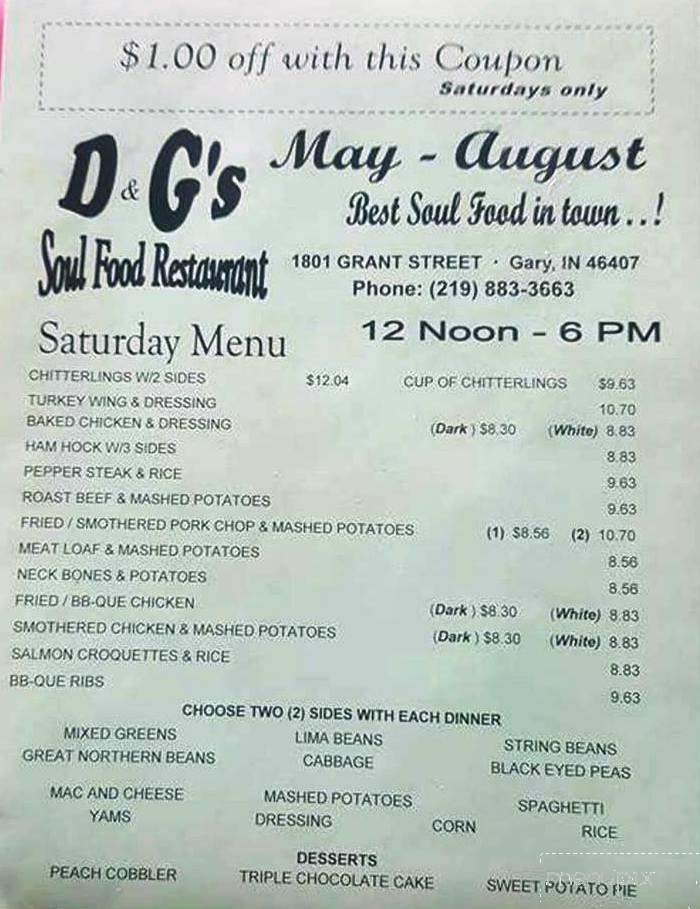 $1.00 off with this Coupon
Saturdays only
D & G's
Soul Food Restaurant
May - August
Best Soul Food in town . . !
1801 GRANT STREET · Gary, IN 46407
Phone: (219) 883-3663
Saturday Menu
12 Noon - 6 PM
CHITTERLINGS W/2 SIDES $12.04 CUP OF CHITTERLINGS $9.63
TURKEY WING & DRESSING 10.70
BAKED CHICKEN & DRESSING (Dark ) $8.30 (White) 8.83
HAM HOCK W/3 SIDES 8.83
PEPPER STEAK & RICE 9.63
ROAST BEEF & MASHED POTATOES 9.63
FRIED / SMOTHERED PORK CHOP & MASHED POTATOES (1) $8.56 (2) 10.70
MEAT LOAF & MASHED POTATOES 8.56
NECK BONES & POTATOES 8.56
FRIED / BB-QUE CHICKEN (Dark ) $8.30 (White) 8.83
SMOTHERED CHICKEN & MASHED POTATOES (Dark ) $8.30 (White) 8.83
SALMON CROQUETTES & RICE 8.83
BB-QUE RIBS 9.63
CHOOSE TWO (2) SIDES WITH EACH DINNER
MIXED GREENS LIMA BEANS STRING BEANS
GREAT NORTHERN BEANS CABBAGE BLACK EYED PEAS
MAC AND CHEESE MASHED POTATOES SPAGHETTI
YAMS DRESSING CORN RICE
DESSERTS
PEACH COBBLER TRIPLE CHOCOLATE CAKE SWEET POTATO PIE